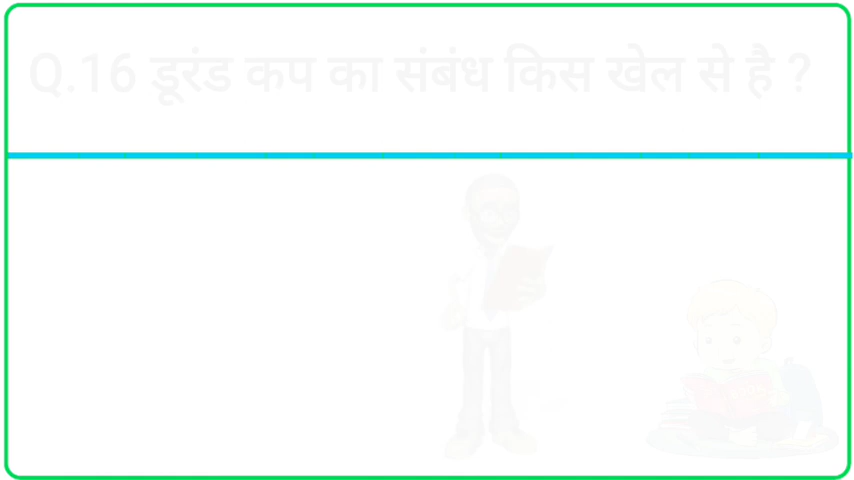 Q.16 डूरंड कप का संबंध किस खेल से है ?